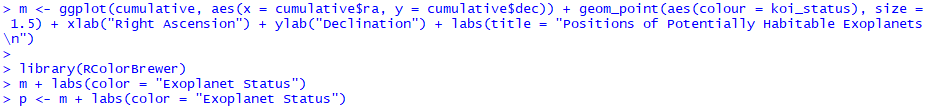 > m <- ggplot(cumulative, aes(x = cumulative$ra, y = cumulative$dec)) + geom_point(aes(colour = koi_status), size =
 1.5) + xlab("Right Ascension") + ylab("Declination") + labs(title = "Positions of Potentially Habitable Exoplanets
\n")
>
> library(RColorBrewer)
> m + labs(color = "Exoplanet Status")
> p <- m + labs(color = "Exoplanet Status")